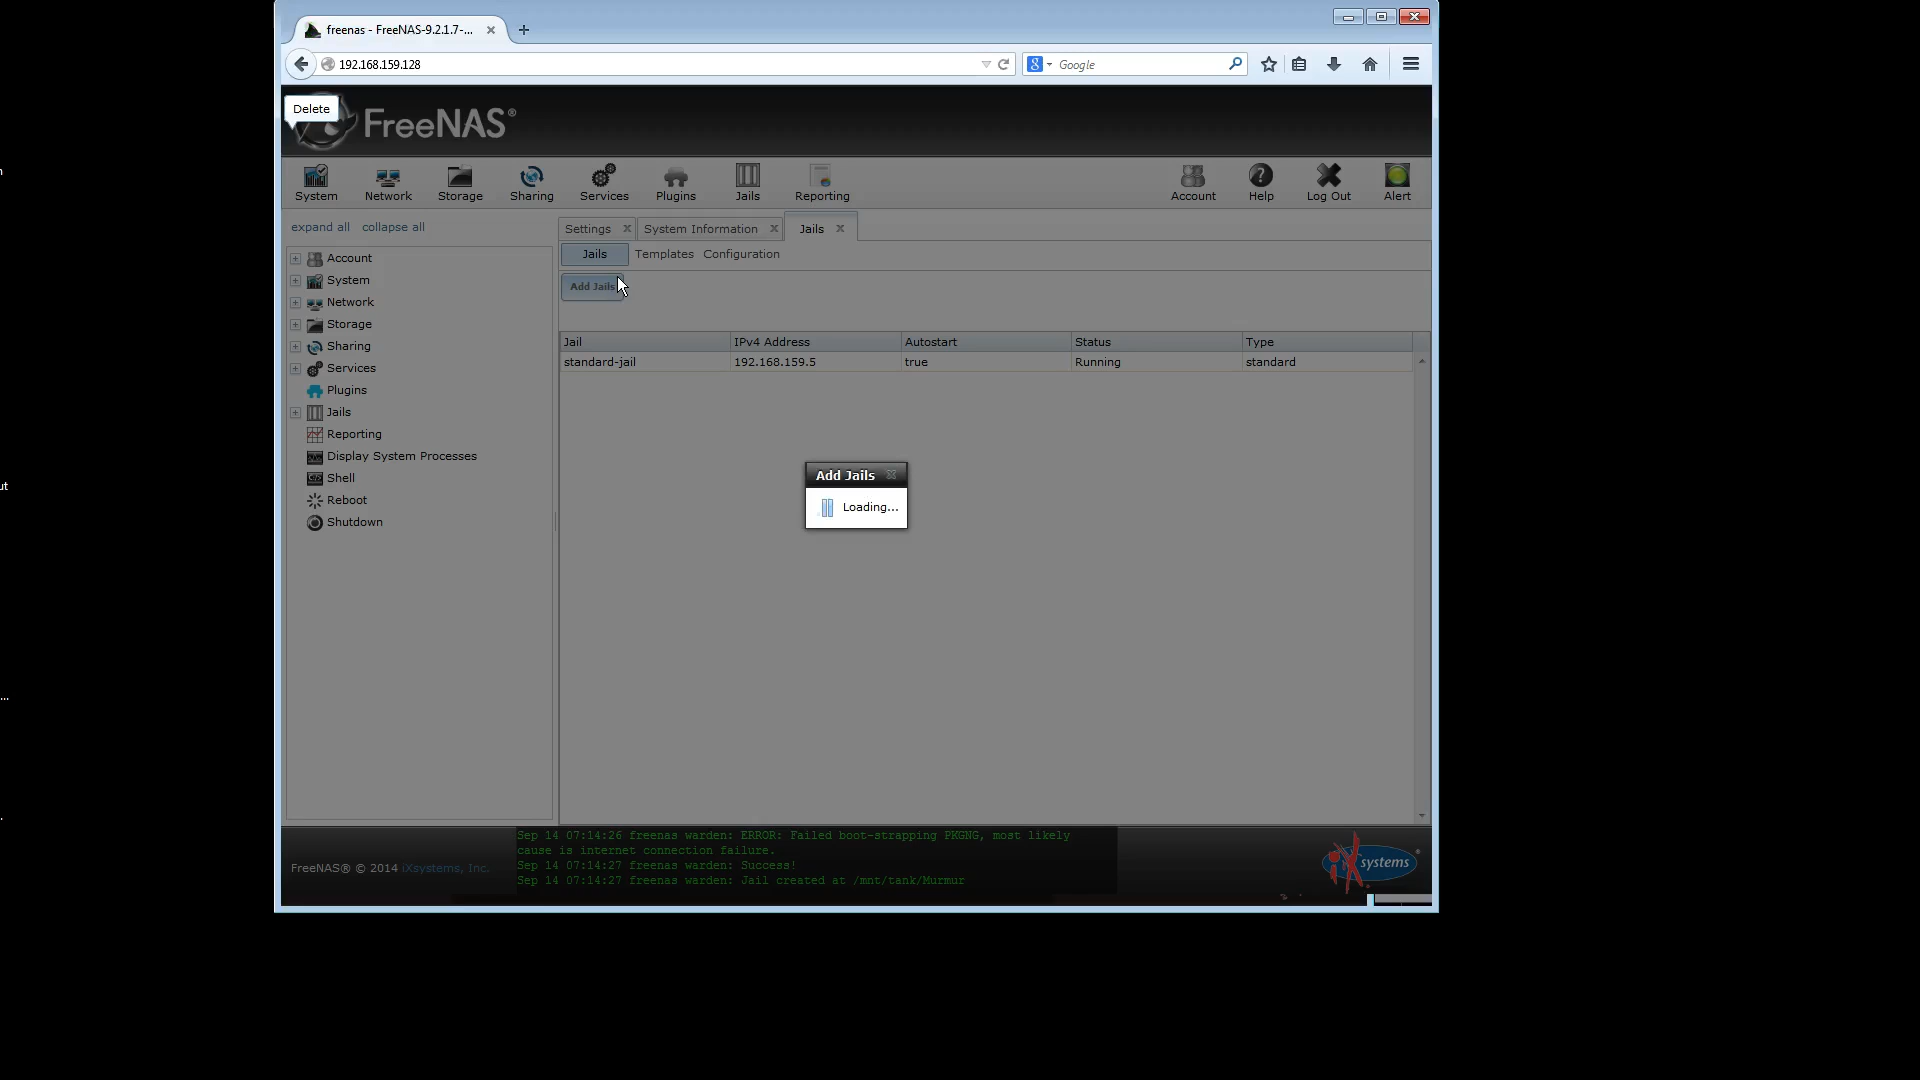 freenas - FreeNAS-9.2.1.7-...
192.168.159.128
Google
Delete
FreeNAS®
System Network Storage Sharing Services Plugins Jails Reporting Account Help Log Out Alert
expand all collapse all
Settings System Information Jails
Jails Templates Configuration
Add Jails
Account
System
Network
Storage
Sharing
Services
Plugins
Jails
Reporting
Display System Processes
Shell
Reboot
Shutdown
Jail IPv4 Address Autostart Status Type
standard-jail 192.168.159.5 true Running standard
Add Jails
Loading...
Sep 14 07:14:26 freenas warden: ERROR: Failed boot-strapping PKGNG, most likely
cause is internet connection failure.
Sep 14 07:14:27 freenas warden: Success!
Sep 14 07:14:27 freenas warden: Jail created at /mnt/tank/Murmur
FreeNAS® © 2014 iXsystems, Inc.
iXsystems®
ut
...